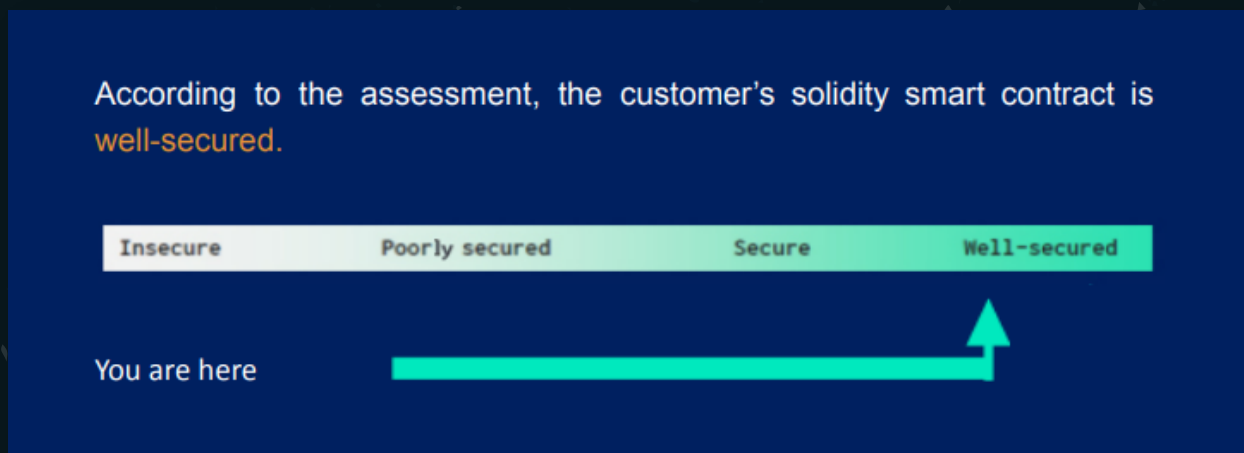 According to the assessment, the customer’s solidity smart contract is
well-secured.
Insecure Poorly secured Secure Well-secured
You are here